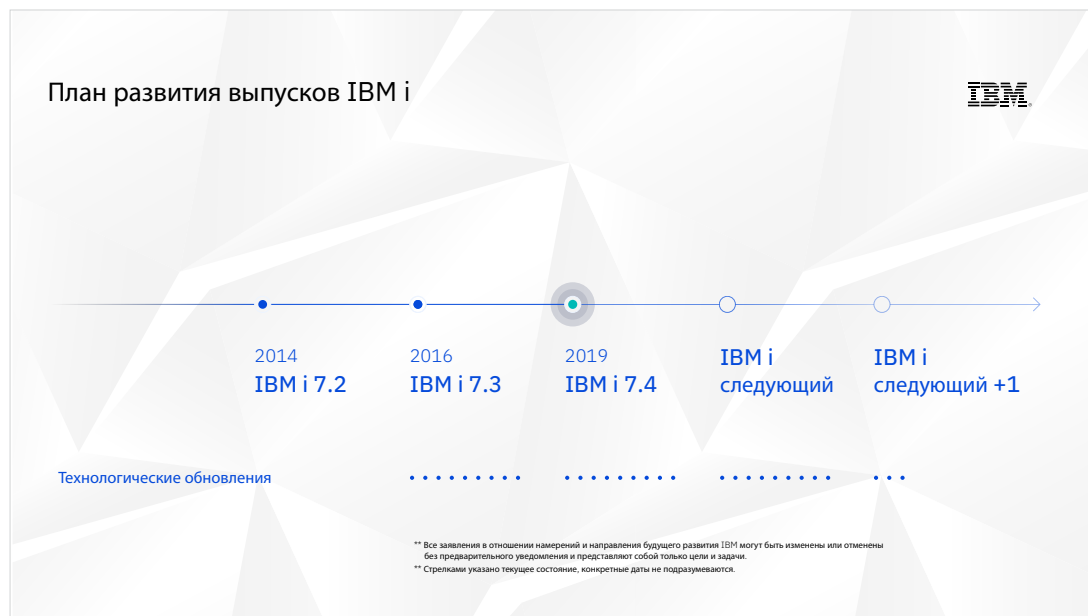 План развития выпусков IBM i
IBM®
2014
IBM i 7.2
2016
IBM i 7.3
2019
IBM i 7.4
IBM i
следующий
IBM i
следующий +1
Технологические обновления
** Все заявления в отношении намерений и направления будущего развития IBM могут быть изменены или отменены
без предварительного уведомления и представляют собой только цели и задачи.
** Стрелками указано текущее состояние, конкретные даты не подразумеваются.